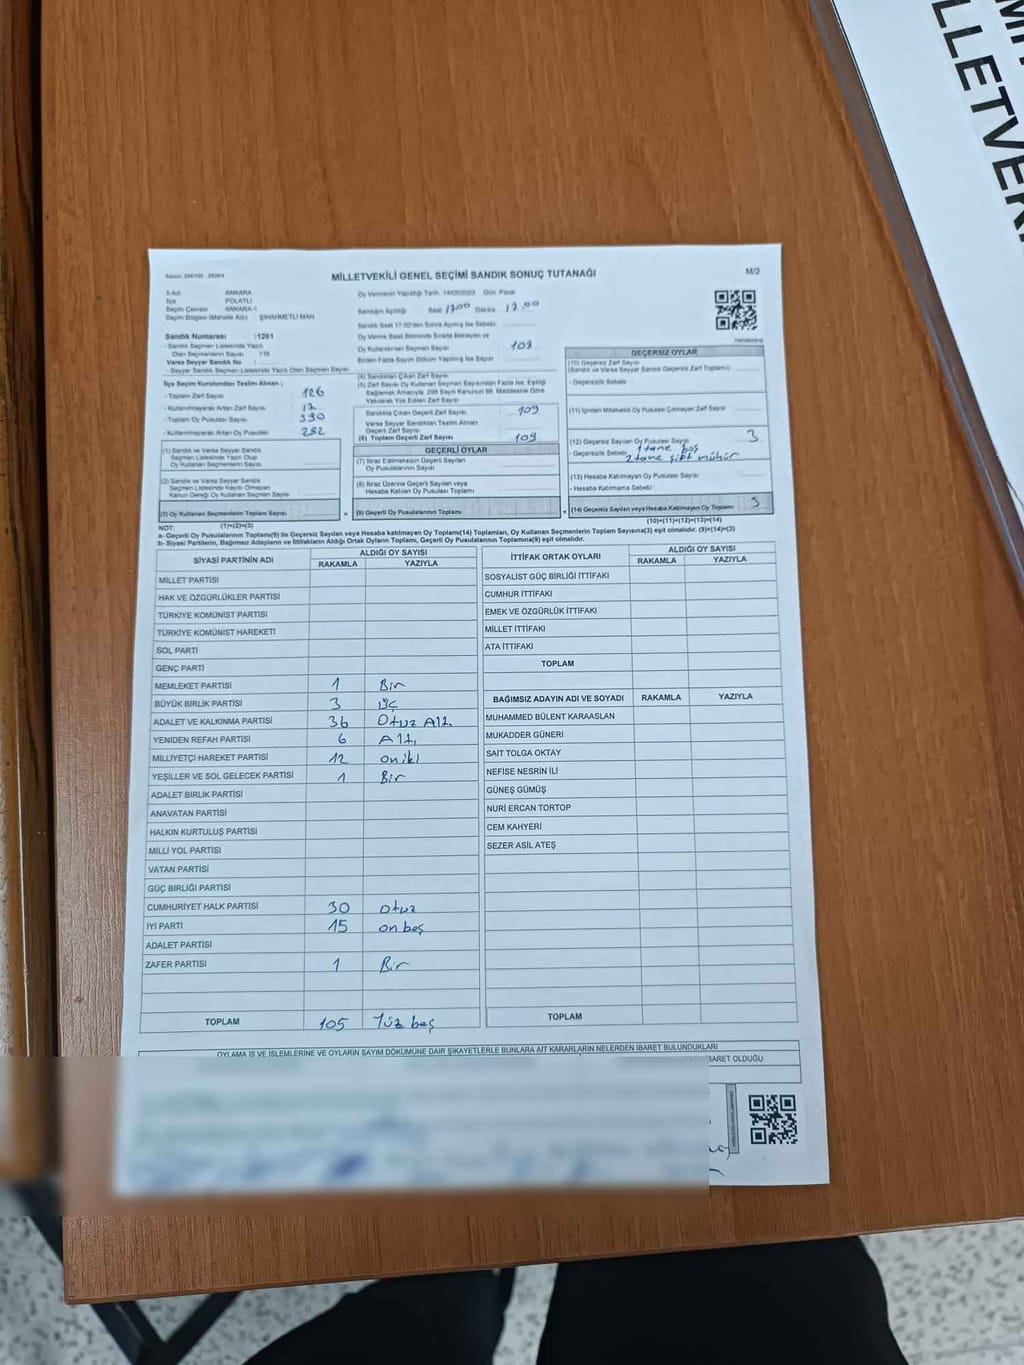 MİLLETVE
MİLLETVEKİLİ GENEL SEÇİMİ SANDIK SONUÇ TUTANAĞI
M/2
İl Adı : ANKARA
İlçe : POLATLI
Seçim Çevresi : ANKARA-1
Seçim Bölgesi (Mahalle Adı) : ŞIHAHMETLİ MAH
Sandık Numarası :1261
- Sandık Seçmen Listesinde Yazılı
Olan Seçmenlerin Sayısı : 116
Varsa Seyyar Sandık No :
- Seyyar Seçmen Listesinde Yazılı Olan Seçmen Sayısı
İlçe Seçim Kurulundan Teslim Alınan ;
- Toplam Zarf Sayısı : 126
- Kullanılmayarak Artan Zarf Sayısı : 17
- Toplam Oy Pusulası Sayısı : 330
- Kullanılmayarak Artan Oy Pusulası :
Oy Vermenin Yapıldığı Tarih :14/05/2023 Gün :Pazar
Sandığın Açıldığı Saat 17.00 Dakika 17.00
Sandık Saat 17:00'den Sonra Açılmış İse Sebebi :
Oy Verme Saati Bitiminde Sırada Bekleyen ve
Oy Kullandırılan Seçmen Sayısı : 109
Birden Fazla Sayım Döküm Yapılmış İse Sayısı :
(4) Sandıktan Çıkan Zarf Sayısı
(5) Zarf Sayısı Oy Kullanan Seçmen Sayısından Fazla İse, Eşitliği
Sağlamak Amacıyla, 298 Sayılı Kanunun 98. Maddesine Göre
Yakılarak Yok Edilen Zarf Sayısı
Sandıkta Çıkan Geçerli Zarf Sayısı : 109
Varsa Seyyar Sandıktan Teslim Alınan
Geçerli Zarf Sayısı
(6) Toplam Geçerli Zarf Sayısı : 109
GEÇERSİZ OYLAR
(10) Geçersiz Zarf Sayısı
(Sandık ve Varsa Seyyar Sandık Geçersiz Zarf Toplamı)
- Geçersizlik Sebebi :
(11) İçinden Milletvekili Oy Pusulası Çıkmayan Zarf Sayısı
(12) Geçersiz Sayılan Oy Pusulası Sayısı : 3
- Geçersizlik Sebebi : 1 tane boş
2 tane çift mühür
(13) Hesaba Katılmayan Oy Pusulası Sayısı
- Hesaba Katılmama Sebebi :
(14) Geçersiz Sayılan veya Hesaba Katılmayan Oy Toplamı : 3
(10)+(11)+(12)+(13)=(14)
(1) Sandık ve Varsa Seyyar Sandık
Seçmen Listesinde Kayıtlı Olup
Oy Kullanan Seçmen Sayısı
(2) Sandık ve Varsa Seyyar Sandık
Seçmen Listesinde Kayıtlı Olmayan
Kanun Gereği Oy Kullanan Seçmen Sayısı
(3) Oy Kullanan Seçmenlerin Toplam Sayısı
(1)+(2)=(3)
GEÇERLİ OYLAR
(7) İtiraz Edilmeksizin Geçerli Sayılan
Oy Pusulalarının Sayısı
(8) İtiraz Üzerine Geçerli Sayılan veya
Hesaba Katılan Oy Pusulası Toplamı
(9) Geçerli Oy Pusulalarının Toplamı
NOT:
a- Geçerli Oy Pusulalarının Toplamı(9) ile Geçersiz Sayılan veya Hesaba katılmayan Oy Toplamı(14) Toplamları, Oy Kullanan Seçmenlerin Toplam Sayısına(3) eşit olmalıdır. (9)+(14)=(3)
b- Siyasi Partilerin, Bağımsız Adayların ve İttifakların Aldığı Ortak Oyların Toplamı, Geçerli Oy Pusulalarının Toplamına(9) eşit olmalıdır.
SİYASİ PARTİNİN ADI
ALDIĞI OY SAYISI
RAKAMLA YAZIYLA
MİLLET PARTİSİ
HAK VE ÖZGÜRLÜKLER PARTİSİ
TÜRKİYE KOMÜNİST PARTİSİ
TÜRKİYE KOMÜNİST HAREKETİ
SOL PARTİ
GENÇ PARTİ
MEMLEKET PARTİSİ 1 Bir
BÜYÜK BİRLİK PARTİSİ 3 Üç
ADALET VE KALKINMA PARTİSİ 36 Otuz Altı
YENİDEN REFAH PARTİSİ 6 Altı
MİLLİYETÇİ HAREKET PARTİSİ 12 oniki
YEŞİLLER VE SOL GELECEK PARTİSİ 1 Bir
ADALET BİRLİK PARTİSİ
ANAVATAN PARTİSİ
HALKIN KURTULUŞ PARTİSİ
MİLLİ YOL PARTİSİ
VATAN PARTİSİ
GÜÇ BİRLİĞİ PARTİSİ
CUMHURİYET HALK PARTİSİ 30 otuz
İYİ PARTİ 15 on beş
ADALET PARTİSİ
ZAFER PARTİSİ 1 Bir
TOPLAM 105 Yüz beş
İTTİFAK ORTAK OYLARI
ALDIĞI OY SAYISI
RAKAMLA YAZIYLA
SOSYALİST GÜÇ BİRLİĞİ İTTİFAKI
CUMHUR İTTİFAKI
EMEK VE ÖZGÜRLÜK İTTİFAKI
MİLLET İTTİFAKI
ATA İTTİFAKI
TOPLAM
BAĞIMSIZ ADAYIN ADI VE SOYADI RAKAMLA YAZIYLA
MUHAMMED BÜLENT KARAASLAN
MUKADDER GÜNERİ
SAİT TOLGA OKTAY
NEFİSE NESRİN İLİ
GÜNEŞ GÜMÜŞ
NURİ ERCAN TORTOP
CEM KAHYERİ
SEZER ASİL ATEŞ
TOPLAM
OYLAMA İŞ VE İŞLEMLERİNE VE OYLARIN SAYIM DÖKÜMÜNE DAİR ŞİKAYETLERLE BUNLARA AİT KARARLARIN NELERDEN İBARET BULUNDUKLARI
BARET OLDUĞU